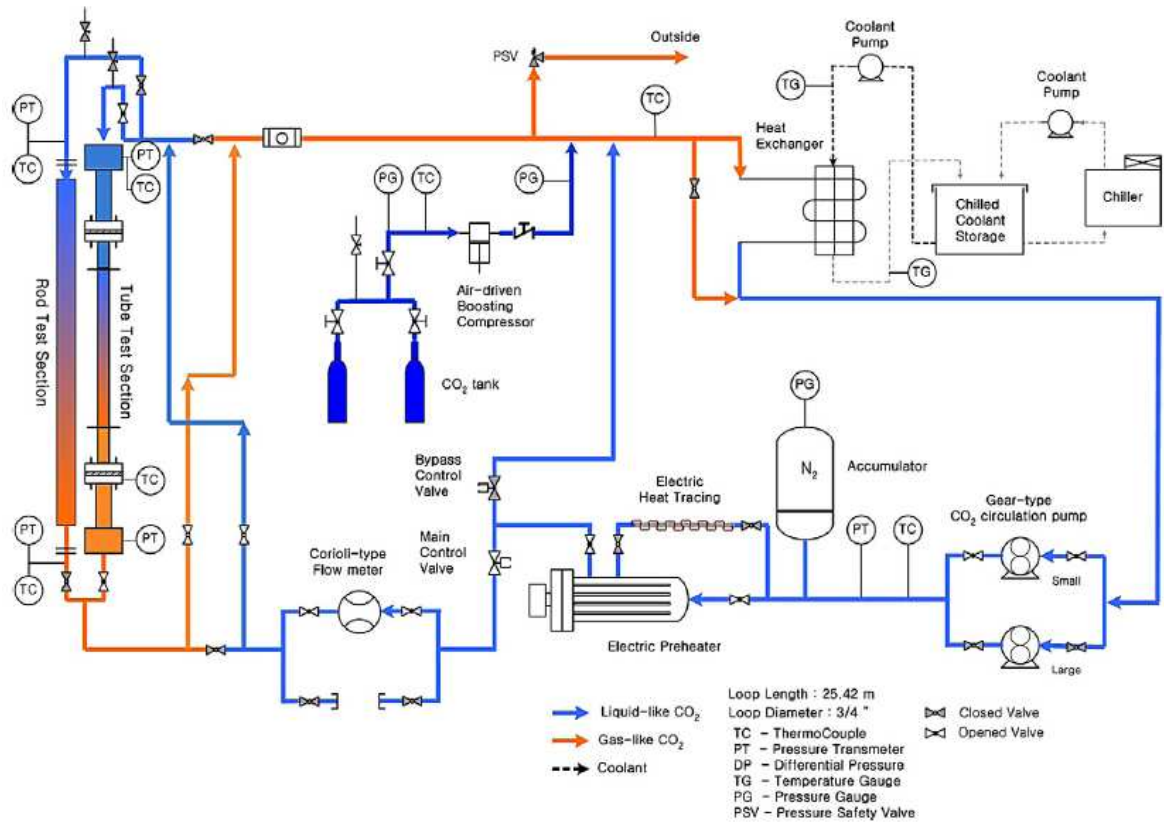 Outside
PSV
Coolant
Pump
Coolant
Pump
TG
TC
Heat
Exchanger
PT
TC
PT
TC
PG
TC
PG
Chilled
Coolant
Storage
Chiller
TG
Air-driven
Boosting
Compressor
CO2 tank
Rod Test Section
Tube Test Section
TC
PT
TC
PT
PG
N2
Accumulator
Bypass
Control
Valve
Electric
Heat Tracing
PT
TC
Gear-type
CO2 circulation pump
Small
Large
Corioli-type
Flow meter
Main
Control
Valve
Electric Preheater
Liquid-like CO2
Gas-like CO2
Coolant
Loop Length : 25.42 m
Loop Diameter : 3/4 "
TC - ThermoCouple
PT - Pressure Transmeter
DP - Differential Pressure
TG - Temperature Gauge
PG - Pressure Gauge
PSV - Pressure Safety Valve
Closed Valve
Opened Valve